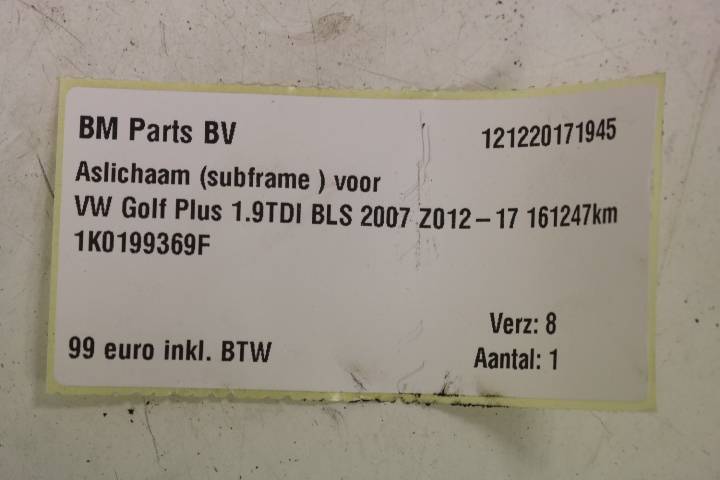 BM Parts BV 121220171945
Aslichaam (subframe ) voor
VW Golf Plus 1.9TDI BLS 2007 Z012-17 161247km
1K0199369F
Verz: 8
99 euro inkl. BTW Aantal: 1